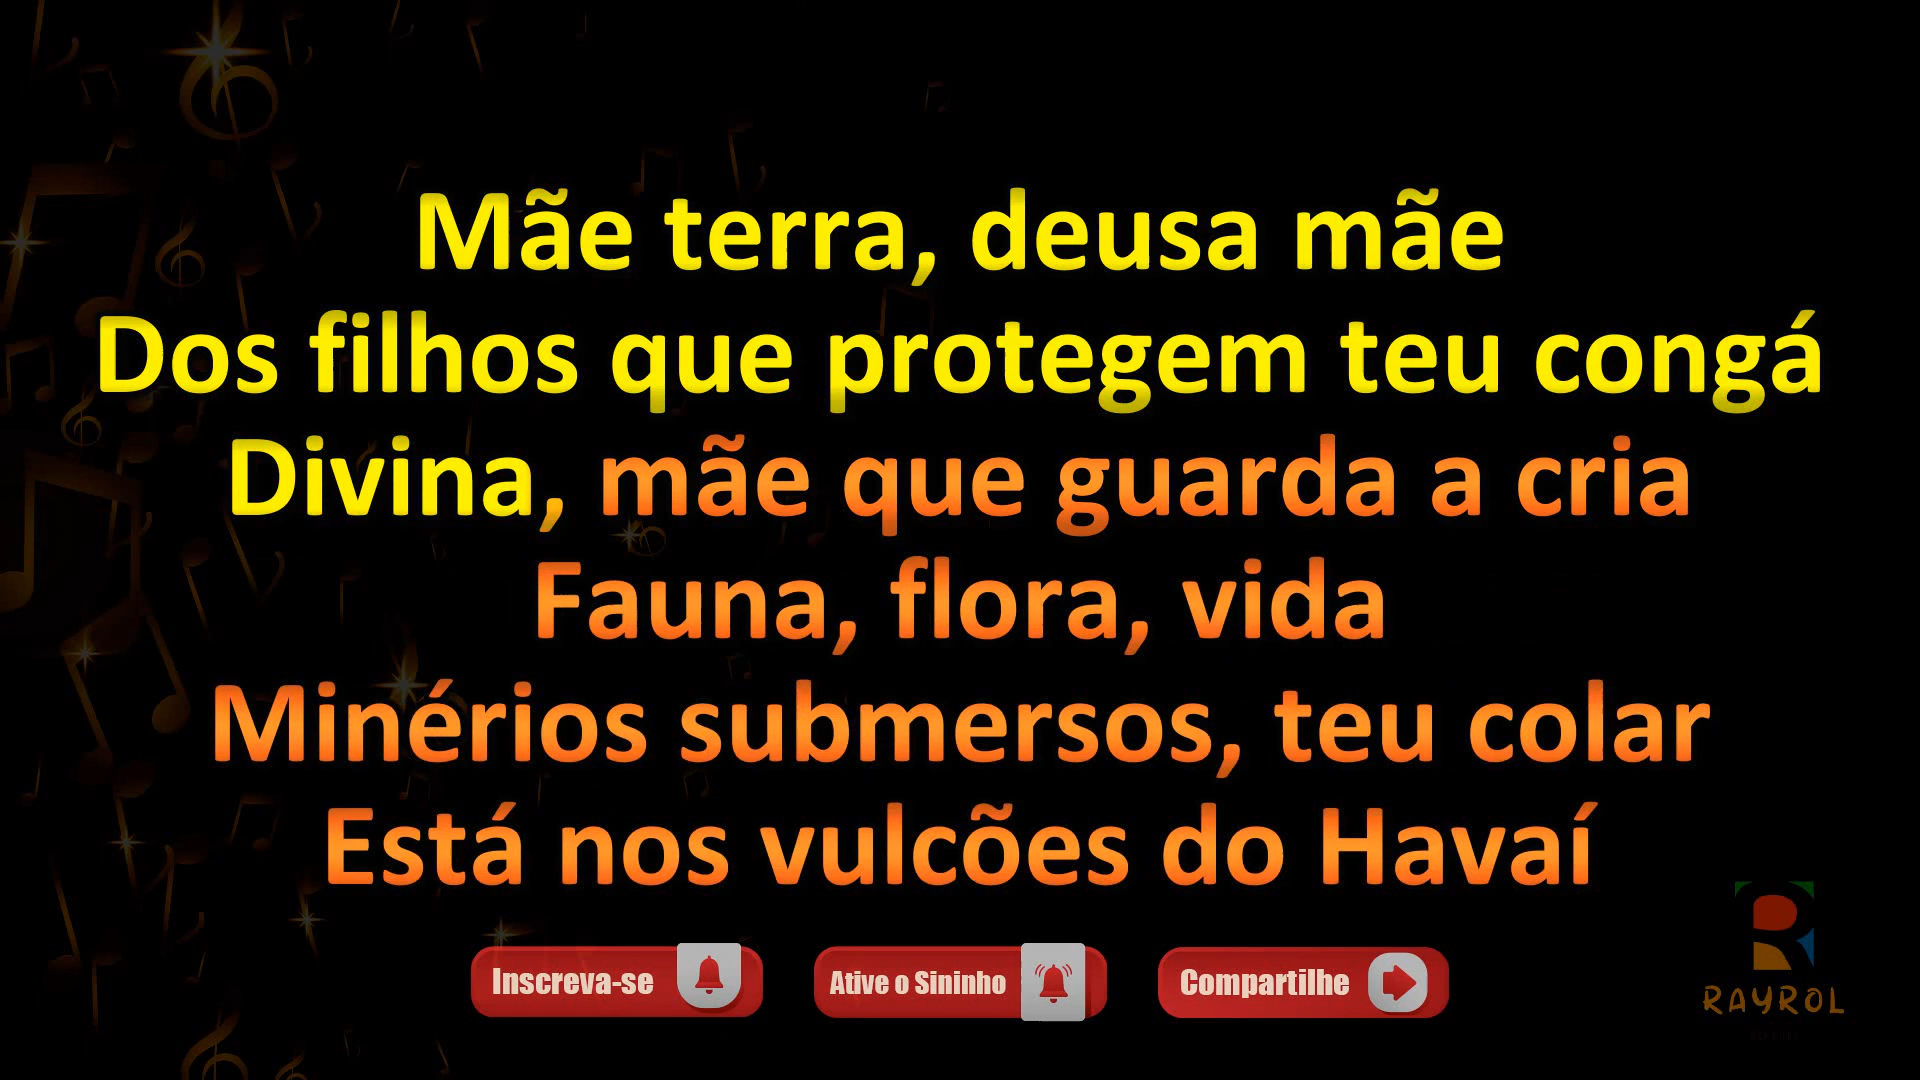 Mãe terra, deusa mãe
Dos filhos que protegem teu congá
Divina, mãe que guarda a cria
Fauna, flora, vida
Minérios submersos, teu colar
Está nos vulcões do Havaí
Inscreva-se Ative o Sininho Compartilhe
RAYROL